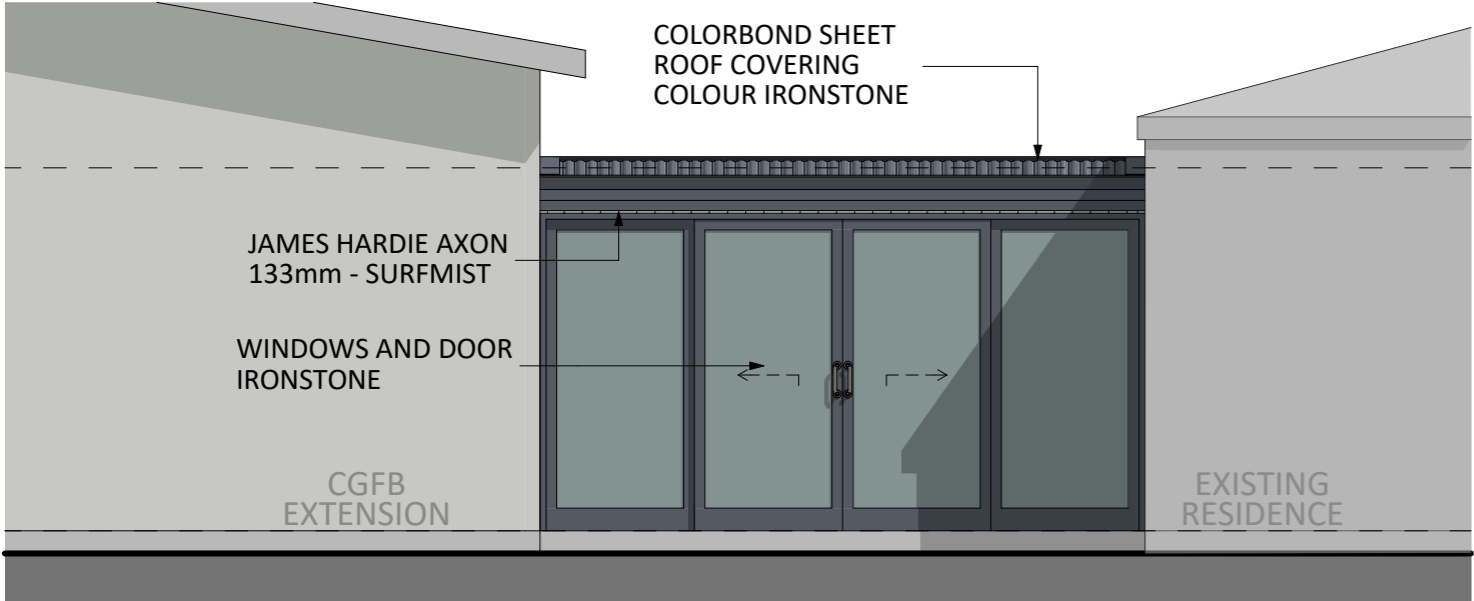 COLORBOND SHEET
ROOF COVERING
COLOUR IRONSTONE
JAMES HARDIE AXON
133mm - SURFMIST
WINDOWS AND DOOR
IRONSTONE
CGFB
EXTENSION
EXISTING
RESIDENCE